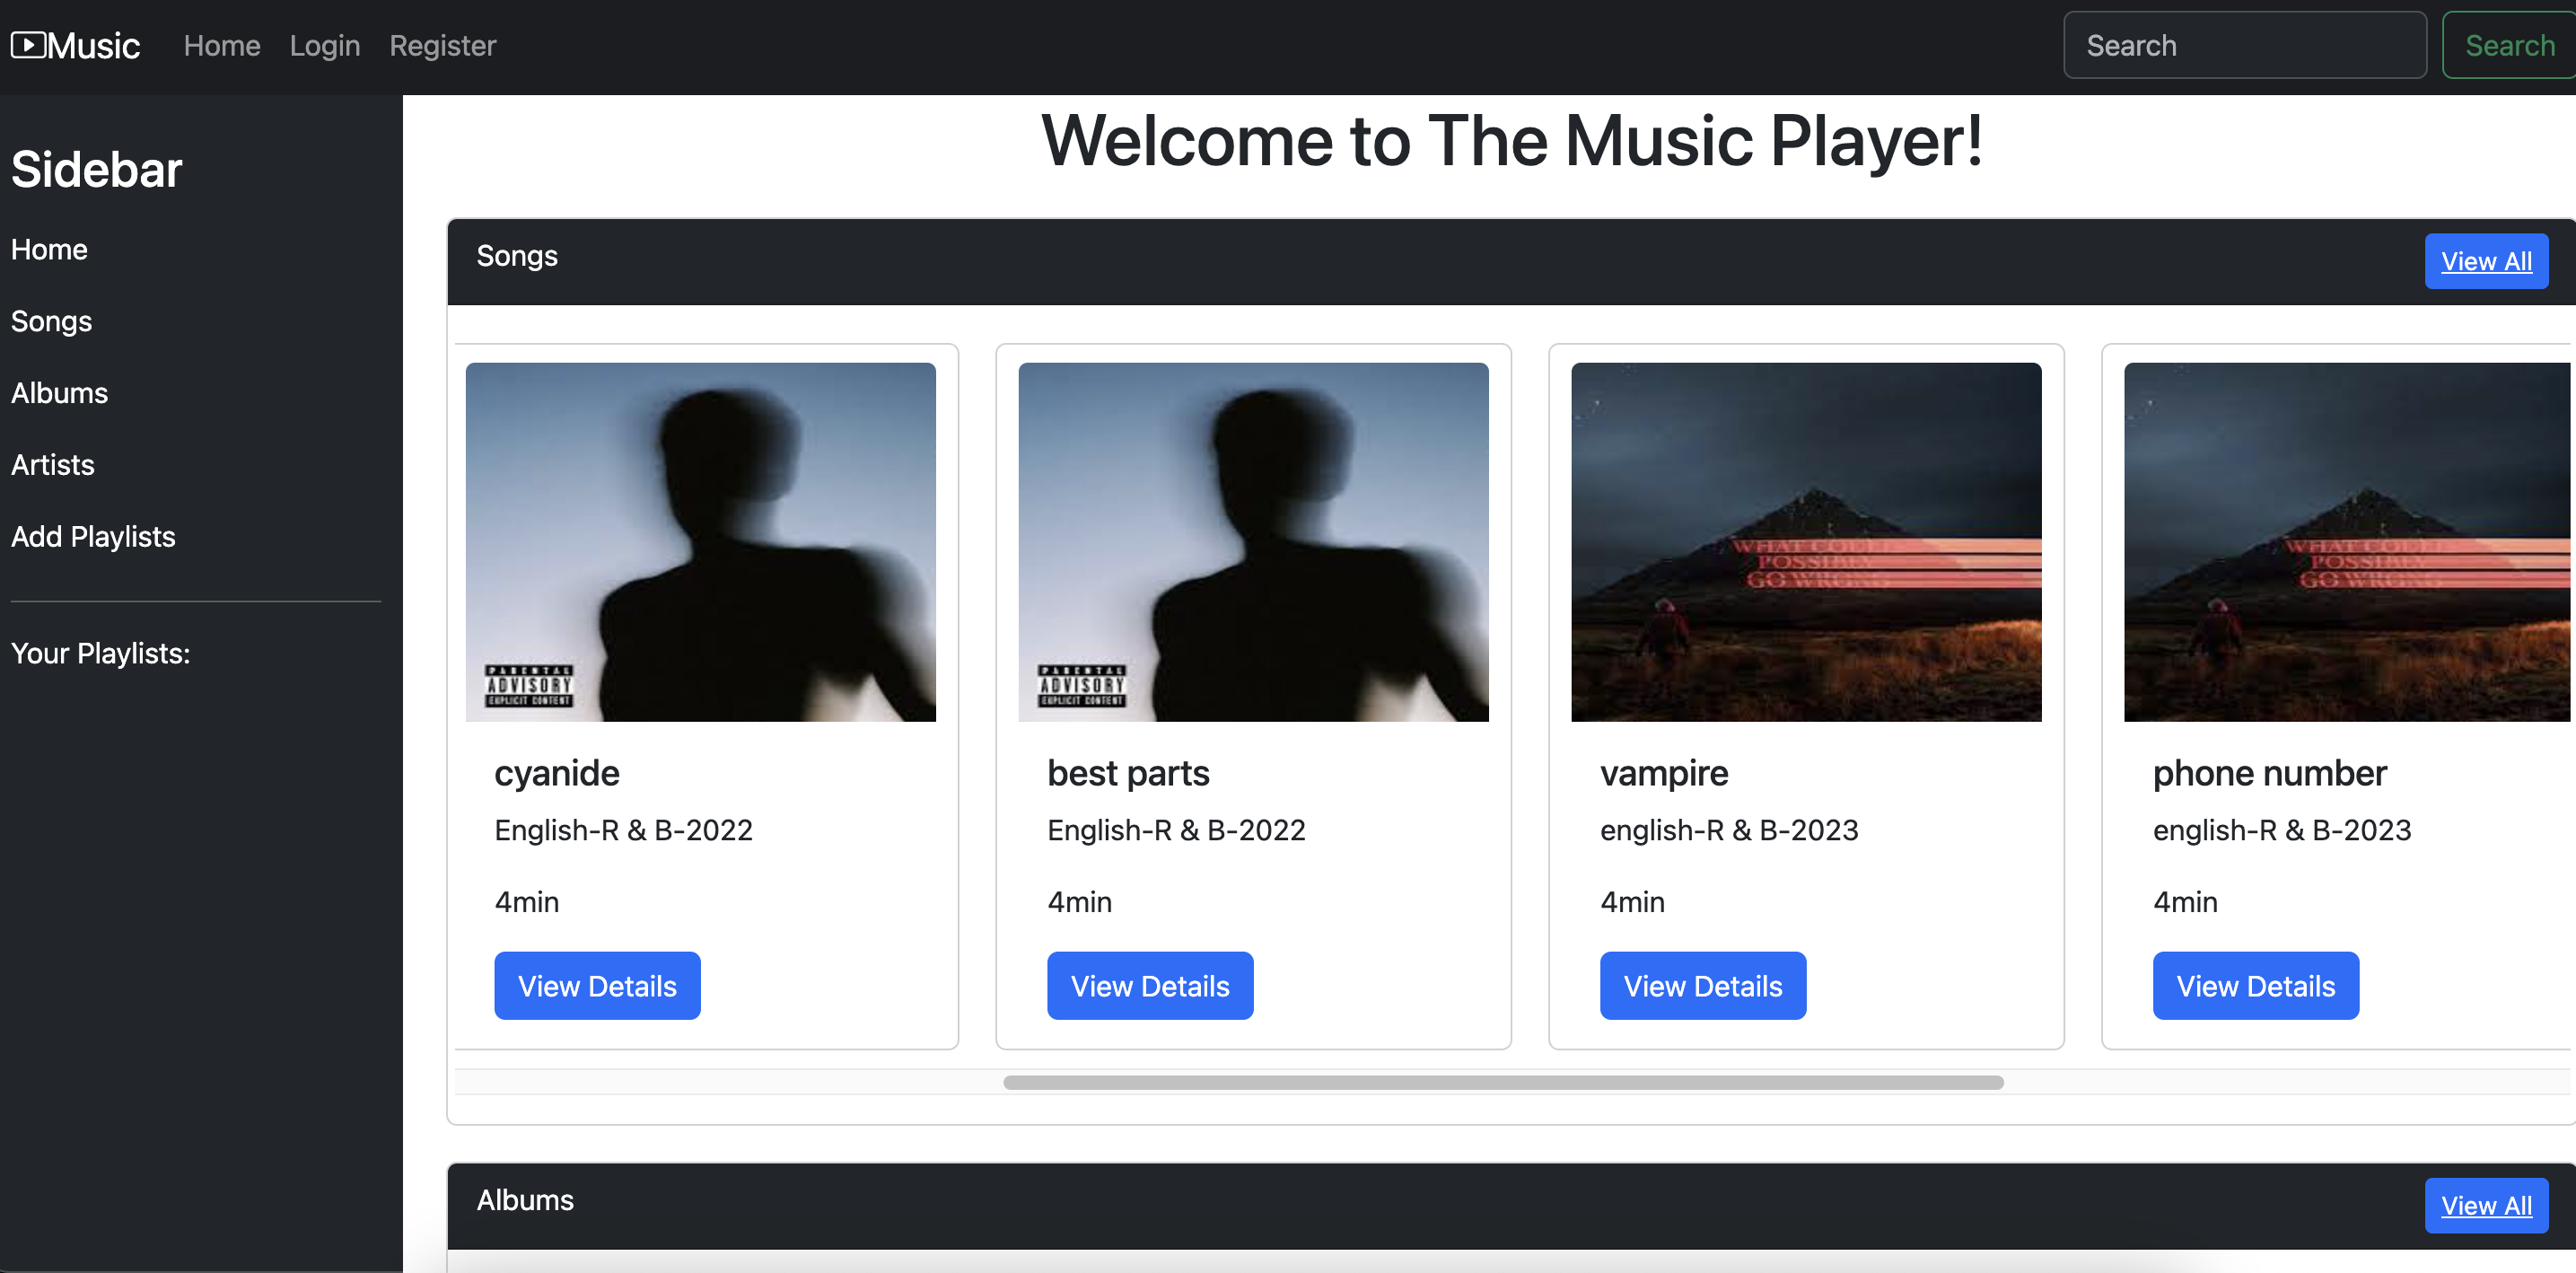 Music Home Login Register Search Search
Sidebar
Home
Songs
Albums
Artists
Add Playlists
Your Playlists:
Welcome to The Music Player!
Songs View All
PARENTAL
ADVISORY
EXPLICIT CONTENT
cyanide
English-R & B-2022
4min
View Details
PARENTAL
ADVISORY
EXPLICIT CONTENT
best parts
English-R & B-2022
4min
View Details
WHAT COULD
POSSIBLY
GO WRONG
vampire
english-R & B-2023
4min
View Details
WHAT COULD
POSSIBLY
GO WRONG
phone number
english-R & B-2023
4min
View Details
Albums View All